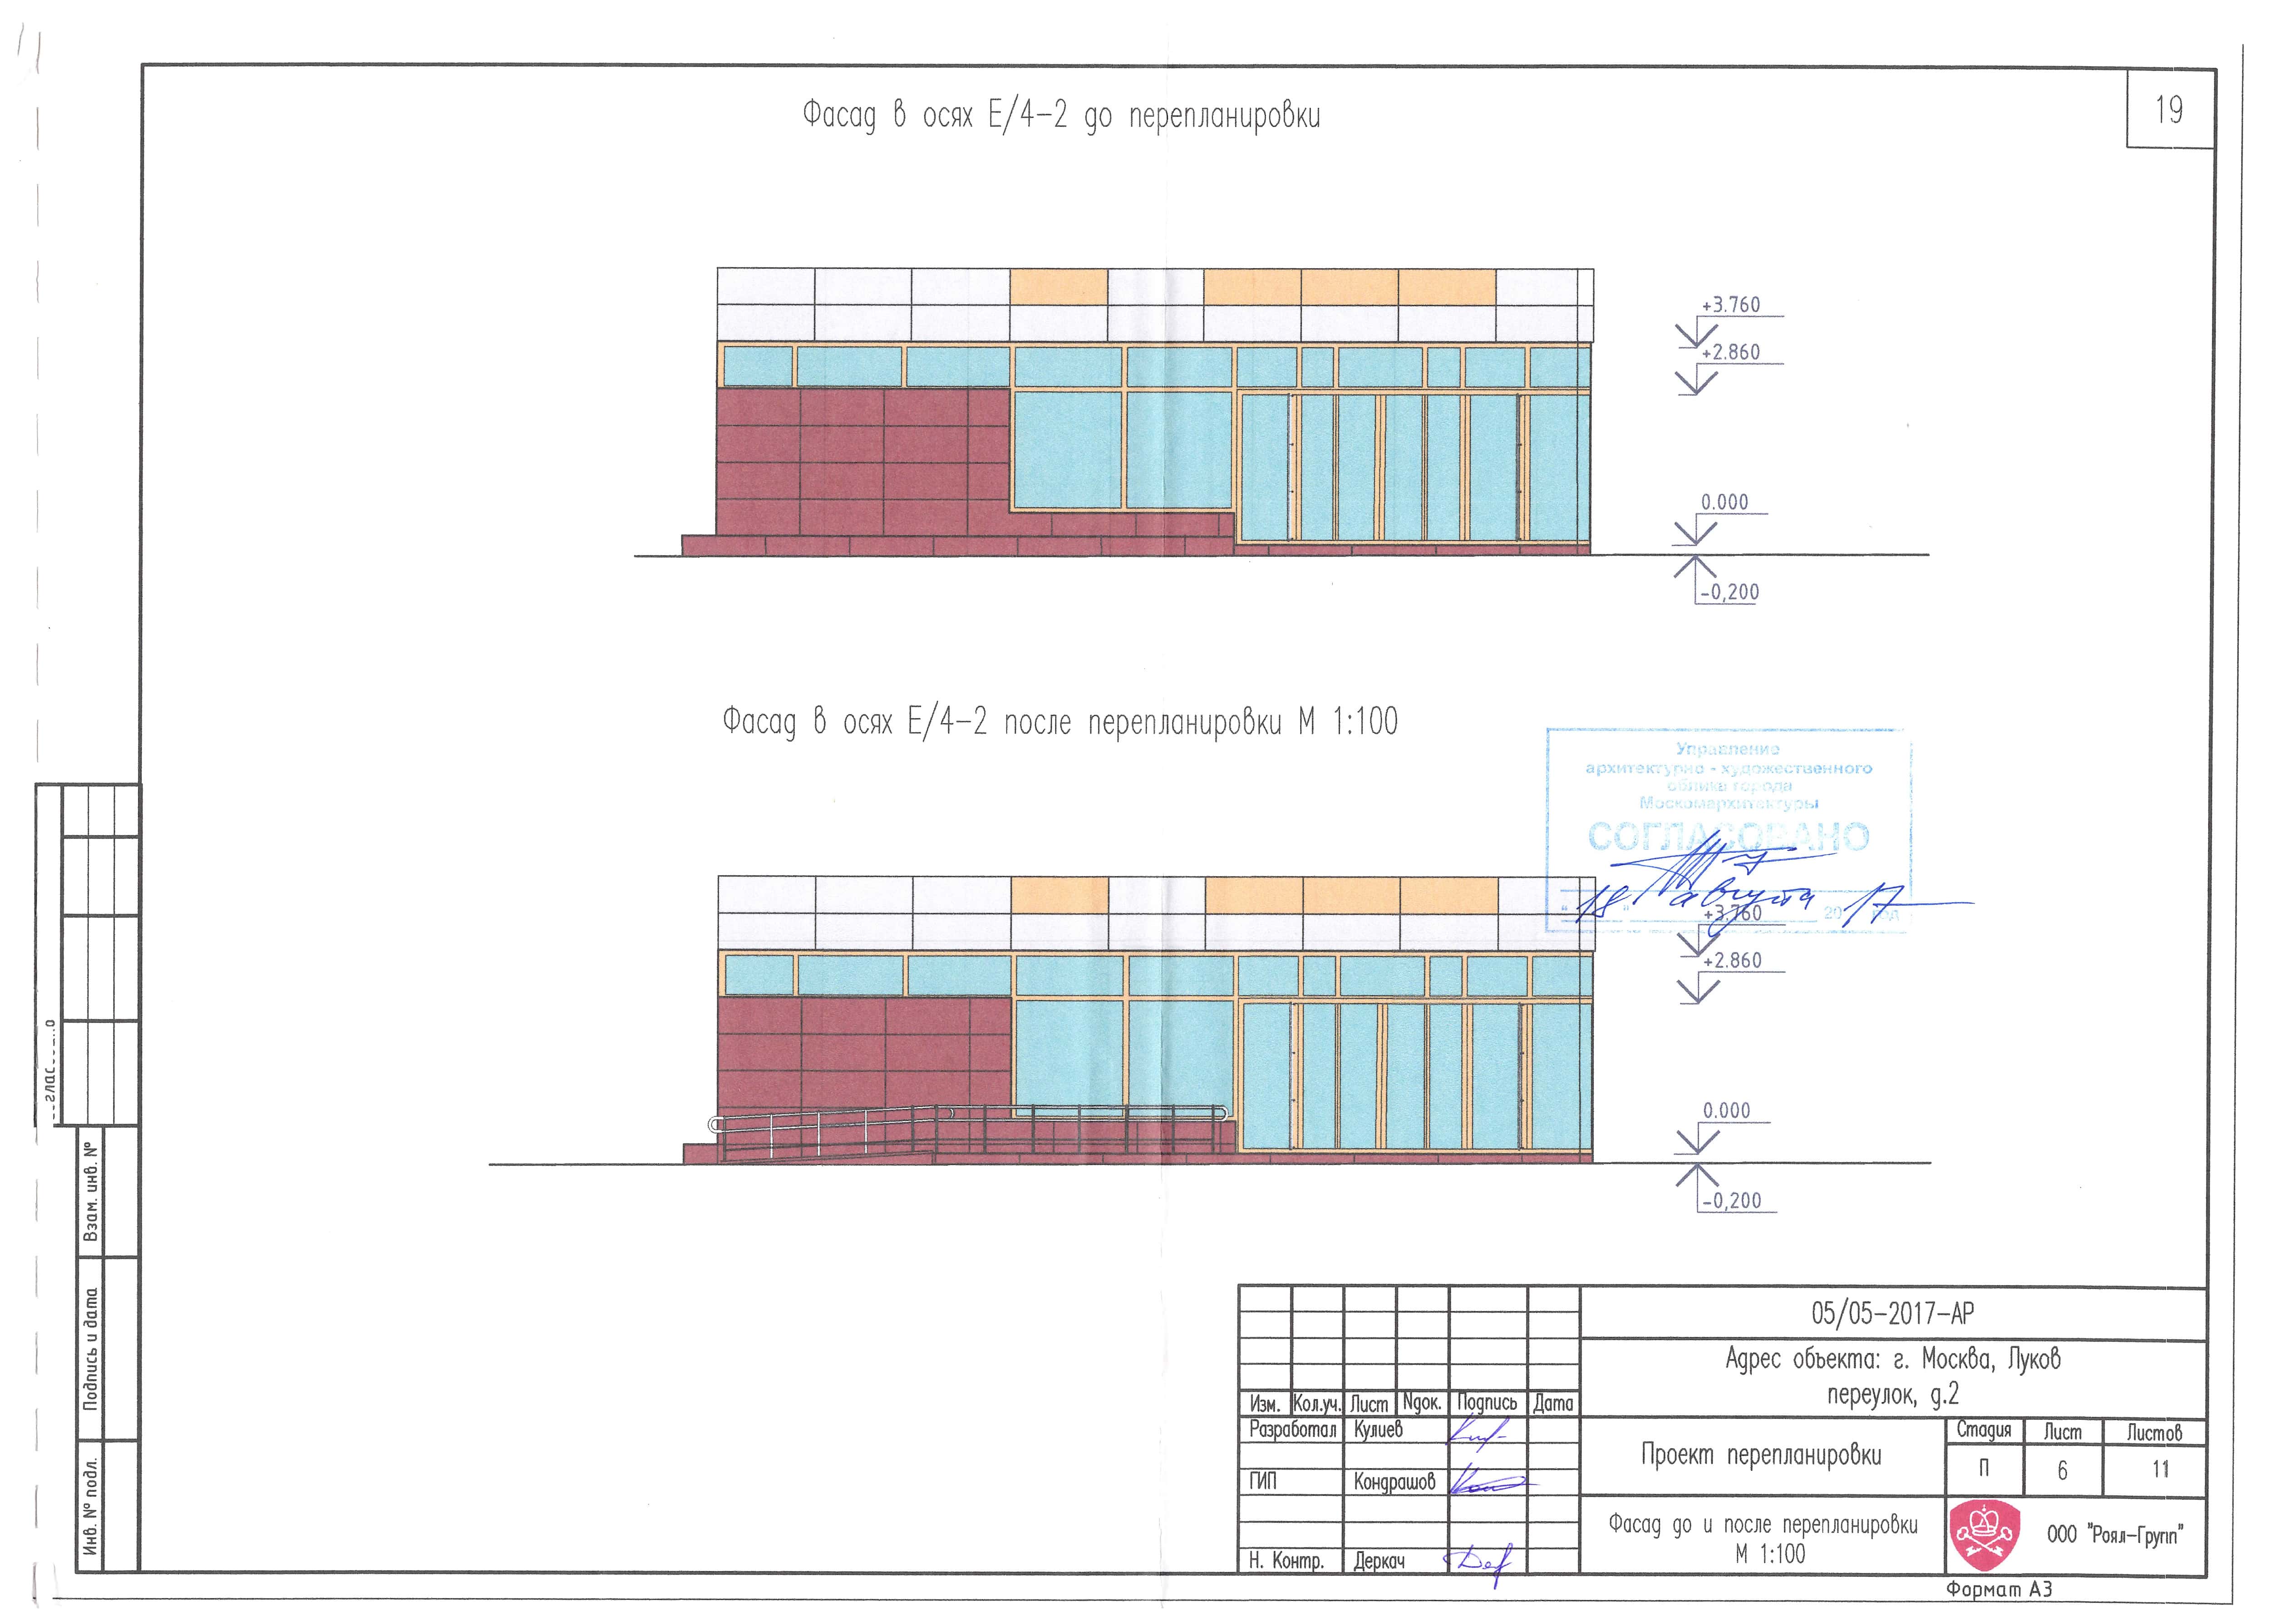 19
Фасад в осях Е/4-2 до перепланировки
+3.760
+2.860
0.000
-0,200
Фасад в осях Е/4-2 после перепланировки М 1:100
Управление
архитектурно - художественного
облика города
Москомархитектуры
СОГЛАСОВАНО
"18" августа 2017 год
+3,760
+2.860
0.000
-0,200
Взам. инв. №
Подпись и дата
Инв. № подл.
05/05-2017-АР
Адрес объекта: г. Москва, Луков
переулок, д.2
Изм. Кол.уч. Лист Nдок. Подпись Дата
Разработал Кулиев
ГИП Кондрашов
Н. Контр. Деркач
Проект перепланировки
Стадия Лист Листов
П 6 11
Фасад до и после перепланировки
М 1:100
ООО "Роял-Групп"
Формат А3